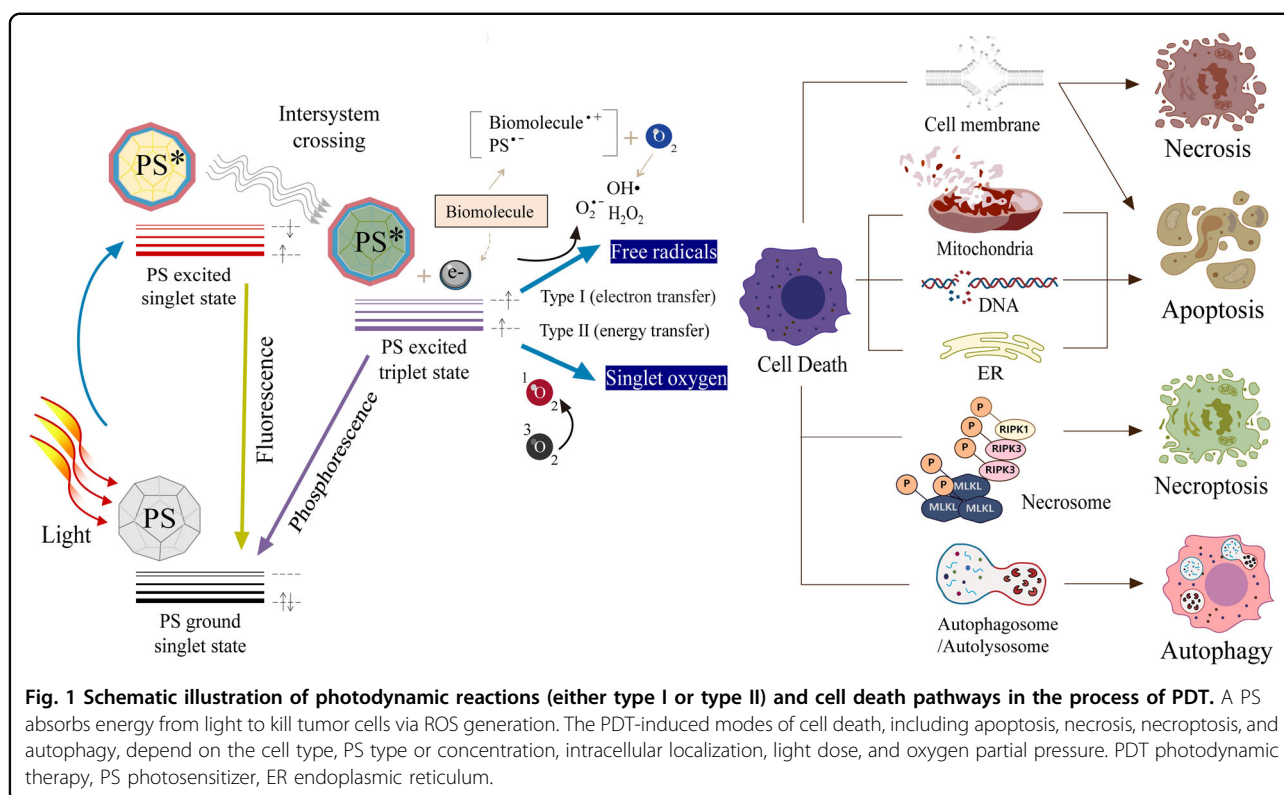 Intersystem
crossing
PS*
PS excited
singlet state
PS*
+ e-
PS excited
triplet state
Biomolecule•+
PS•-
+ O2
Biomolecule
O2•-
OH•
H2O2
Free radicals
Type I (electron transfer)
Type II (energy transfer)
Singlet oxygen
1O2
3O2
Fluorescence
Phosphorescence
Light
PS
PS ground
singlet state
Cell Death
Cell membrane
Mitochondria
DNA
ER
P
P
P
P
P
P
RIPK1
RIPK3
RIPK3
MLKL
MLKL
MLKL
Necrosome
Autophagosome
/Autolysosome
Necrosis
Apoptosis
Necroptosis
Autophagy
Fig. 1 Schematic illustration of photodynamic reactions (either type I or type II) and cell death pathways in the process of PDT. A PS
absorbs energy from light to kill tumor cells via ROS generation. The PDT-induced modes of cell death, including apoptosis, necrosis, necroptosis, and
autophagy, depend on the cell type, PS type or concentration, intracellular localization, light dose, and oxygen partial pressure. PDT photodynamic
therapy, PS photosensitizer, ER endoplasmic reticulum.